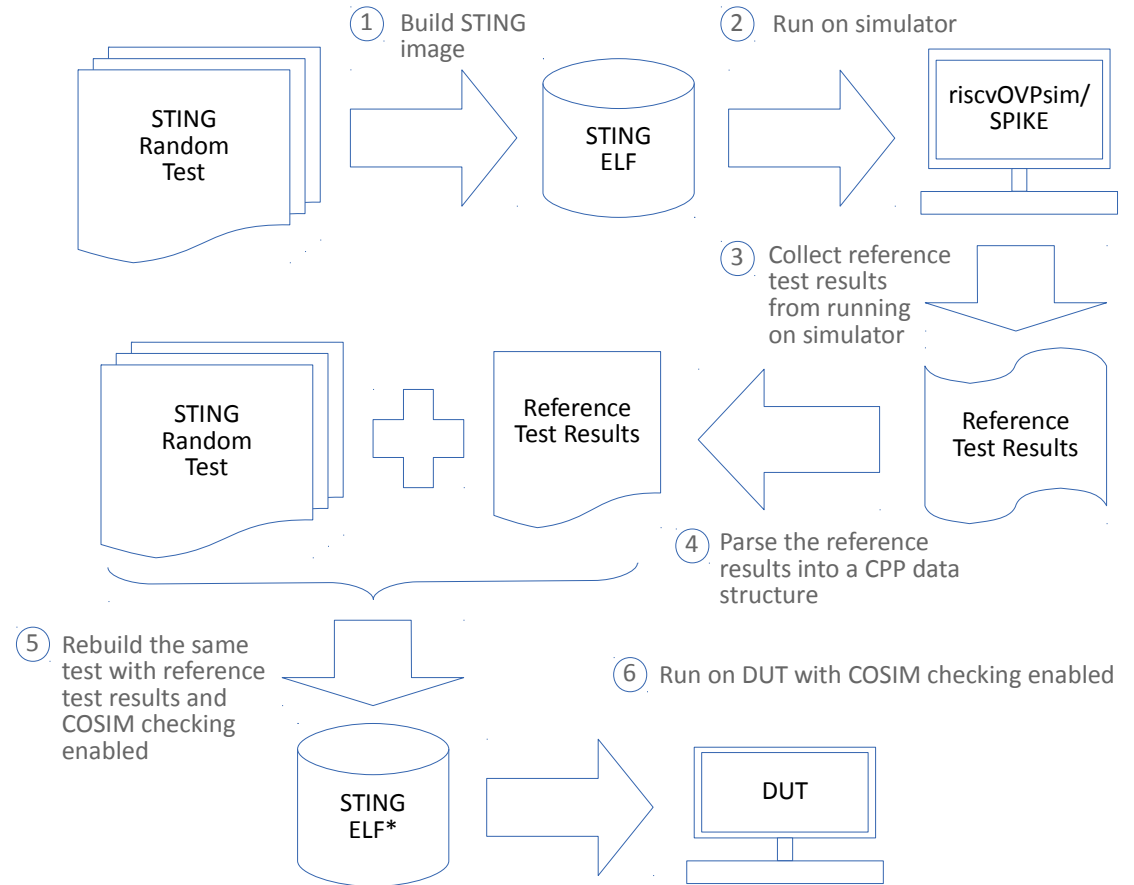 1 Build STING
image
2 Run on simulator
STING
Random
Test
STING
ELF
riscvOVPsim/
SPIKE
3 Collect reference
test results
from running
on simulator
STING
Random
Test
Reference
Test Results
Reference
Test Results
4 Parse the reference
results into a CPP data
structure
5 Rebuild the same
test with reference
test results and
COSIM checking
enabled
6 Run on DUT with COSIM checking enabled
STING
ELF*
DUT